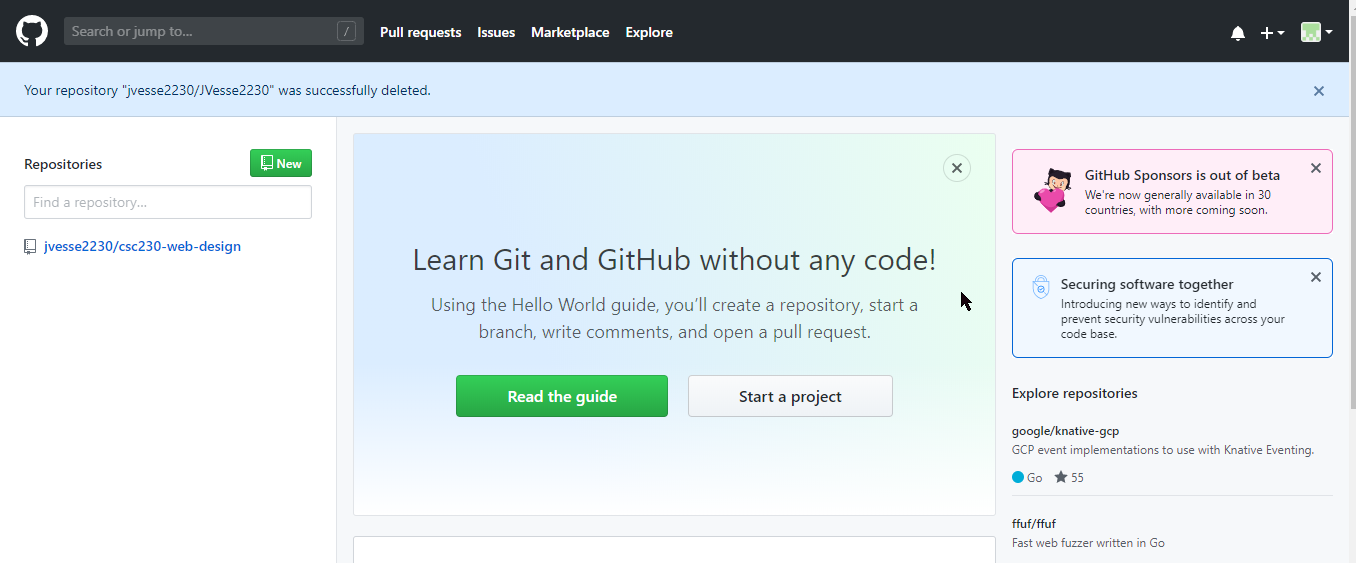 Search or jump to... /
Pull requests Issues Marketplace Explore
Your repository "jvesse2230/JVesse2230" was successfully deleted.
Repositories
New
Find a repository...
jvesse2230/csc230-web-design
Learn Git and GitHub without any code!
Using the Hello World guide, you’ll create a repository, start a
branch, write comments, and open a pull request.
Read the guide
Start a project
GitHub Sponsors is out of beta
We're now generally available in 30
countries, with more coming soon.
Securing software together
Introducing new ways to identify and
prevent security vulnerabilities across your
code base.
Explore repositories
google/knative-gcp
GCP event implementations to use with Knative Eventing.
Go 55
ffuf/ffuf
Fast web fuzzer written in Go